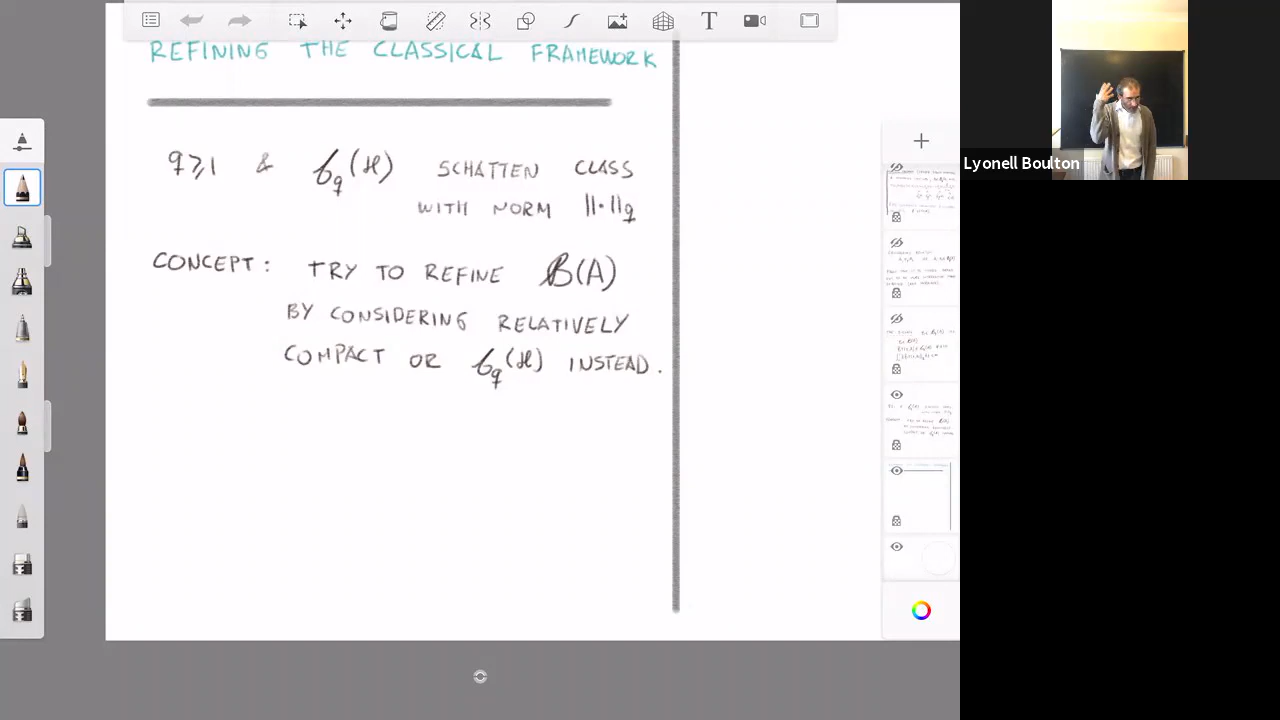 REFINING THE CLASSICAL FRAMEWORK
q ⩾ 1 & 𝒞q(ℋ) SCHATTEN CLASS
WITH NORM ||·||q
CONCEPT: TRY TO REFINE ℬ(A)
BY CONSIDERING RELATIVELY
COMPACT OR 𝒞q(ℋ) INSTEAD.
Lyonell Boulton